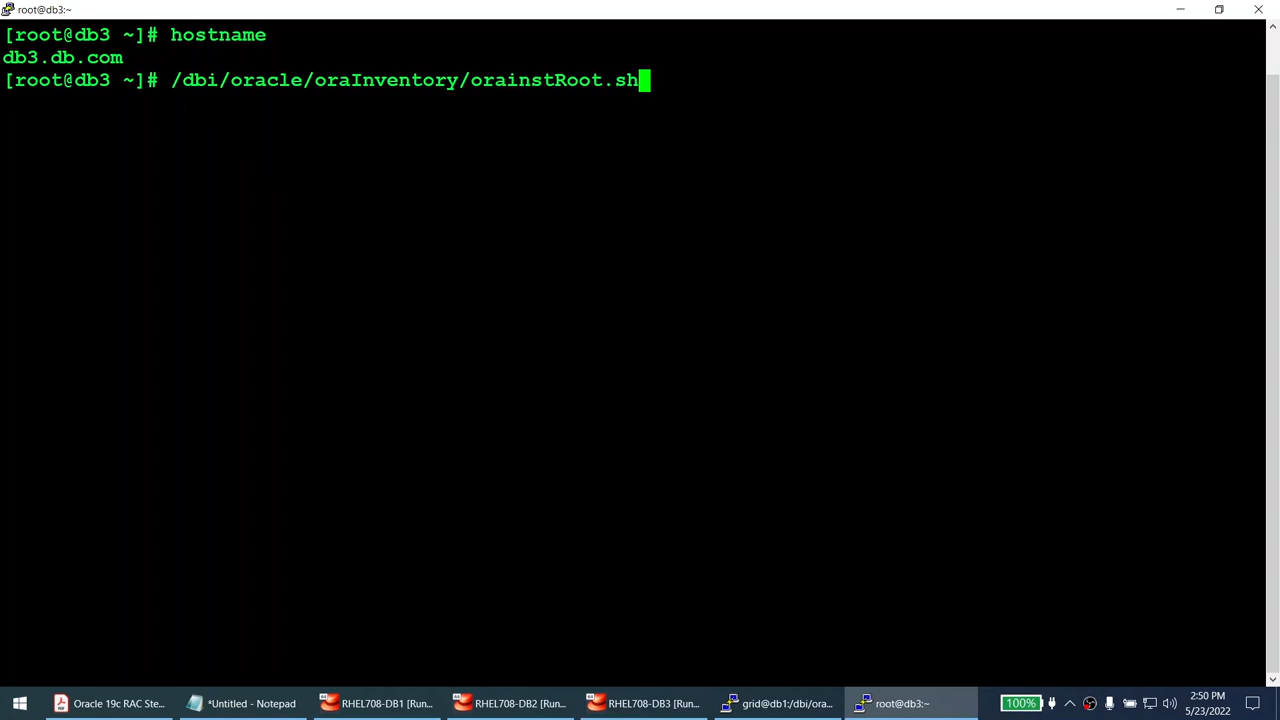 root@db3:~
[root@db3 ~]# hostname
db3.db.com
[root@db3 ~]# /dbi/oracle/oraInventory/orainstRoot.sh
Oracle 19c RAC Ste...
*Untitled - Notepad
RHEL708-DB1 [Run...
RHEL708-DB2 [Run...
RHEL708-DB3 [Run...
grid@db1:/dbi/ora...
root@db3:~
100%
2:50 PM
5/23/2022